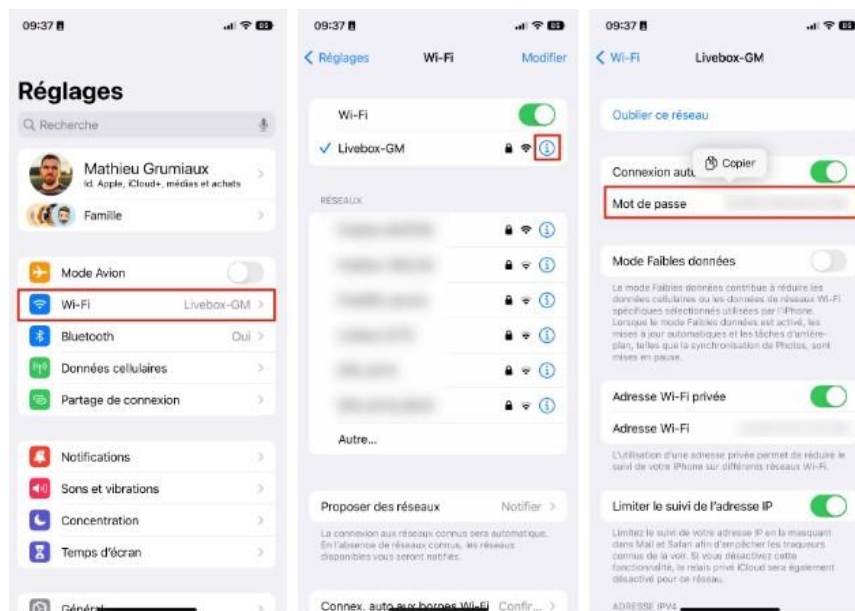 09:37
Réglages
Recherche
Mathieu Grumiaux
Id. Apple, iCloud+, médias et achats
Famille
Mode Avion
Wi-Fi Livebox-GM
Bluetooth Oui
Données cellulaires
Partage de connexion
Notifications
Sons et vibrations
Concentration
Temps d'écran
Général
09:37
Réglages Wi-Fi Modifier
Wi-Fi
Livebox-GM
RÉSEAUX
Autre...
Proposer des réseaux Notifier
La connexion aux réseaux connus sera automatique.
En l'absence de réseaux connus, les réseaux
disponibles vous seront notifiés.
Connex. auto aux bornes Wi-Fi Confir...
09:37
Wi-Fi Livebox-GM
Oublier ce réseau
Copier
Connexion auto
Mot de passe
Mode Faibles données
Le mode Faibles données contribue à réduire les
données cellulaires ou les données de réseaux Wi-Fi
spécifiques sélectionnés utilisées par l'iPhone.
Lorsque le mode Faibles données est activé, les
mises à jour automatiques et les tâches d'arrière-
plan, telles que la synchronisation de Photos, sont
mises en pause.
Adresse Wi-Fi privée
Adresse Wi-Fi
L'utilisation d'une adresse privée permet de réduire le
suivi de votre iPhone sur différents réseaux Wi-Fi.
Limiter le suivi de l'adresse IP
Limitez le suivi de votre adresse IP en la masquant
dans Mail et Safari afin d'empêcher les traqueurs
connus de la voir. Si vous désactivez cette
fonctionnalité, le relais privé iCloud sera également
désactivé pour ce réseau.
ADRESSE IPV4